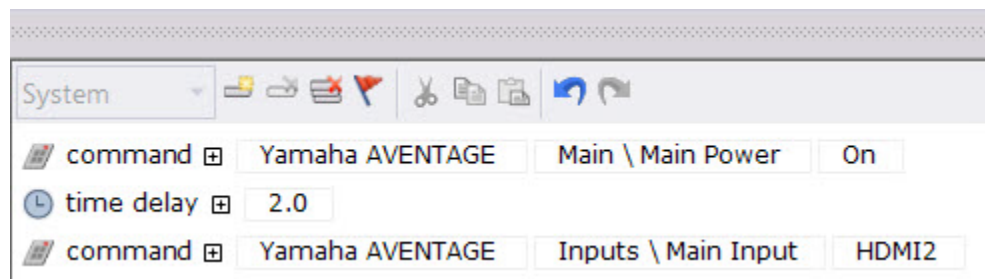 System
command Yamaha AVENTAGE Main \ Main Power On
time delay 2.0
command Yamaha AVENTAGE Inputs \ Main Input HDMI2